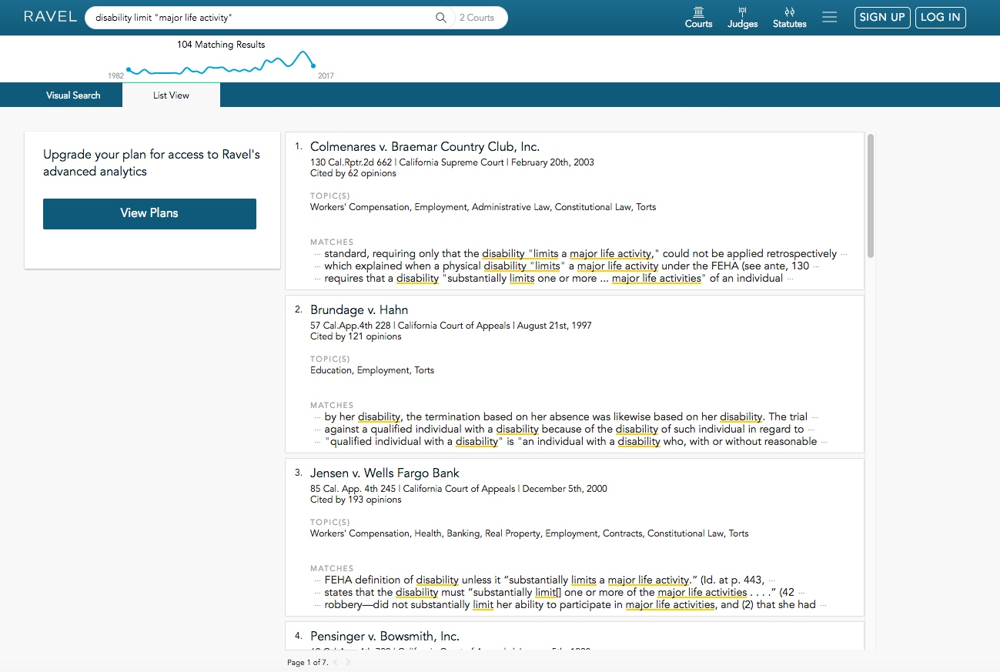 RAVEL
disability limit "major life activity"
2 Courts
Courts
Judges
Statutes
SIGN UP
LOG IN
104 Matching Results
1982
2017
Visual Search
List View
Upgrade your plan for access to Ravel's
advanced analytics
View Plans
1. Colmenares v. Braemar Country Club, Inc.
130 Cal.Rptr.2d 662 | California Supreme Court | February 20th, 2003
Cited by 62 opinions
TOPIC(S)
Workers' Compensation, Employment, Administrative Law, Constitutional Law, Torts
MATCHES
··· standard, requiring only that the disability "limits a major life activity," could not be applied retrospectively ···
··· which explained when a physical disability "limits" a major life activity under the FEHA (see ante, 130 ···
··· requires that a disability "substantially limits one or more ... major life activities" of an individual ···
2. Brundage v. Hahn
57 Cal.App.4th 228 | California Court of Appeals | August 21st, 1997
Cited by 121 opinions
TOPIC(S)
Education, Employment, Torts
MATCHES
··· by her disability, the termination based on her absence was likewise based on her disability. The trial ···
··· against a qualified individual with a disability because of the disability of such individual in regard to ···
··· "qualified individual with a disability" is "an individual with a disability who, with or without reasonable ···
3. Jensen v. Wells Fargo Bank
85 Cal. App. 4th 245 | California Court of Appeals | December 5th, 2000
Cited by 193 opinions
TOPIC(S)
Workers' Compensation, Health, Banking, Real Property, Employment, Contracts, Constitutional Law, Torts
MATCHES
··· FEHA definition of disability unless it “substantially limits a major life activity.” (Id. at p. 443, ···
··· states that the disability must “substantially limit[] one or more of the major life activities . . . .” (42 ···
··· robbery—did not substantially limit her ability to participate in major life activities, and (2) that she had ···
4. Pensinger v. Bowsmith, Inc.
Page 1 of 7. < >